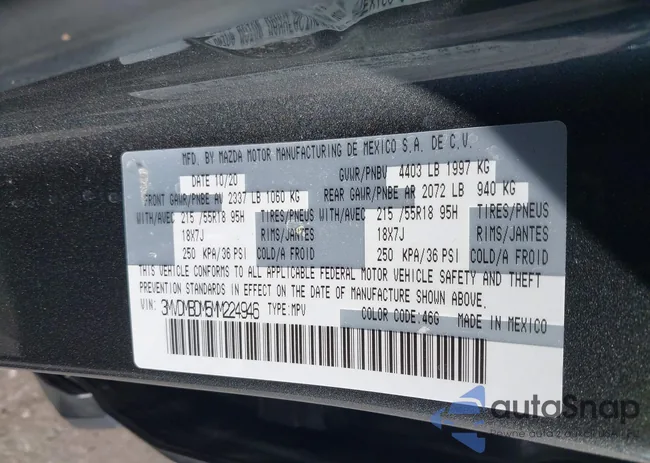 MFD. BY MAZDA MOTOR MANUFACTURING DE MEXICO S.A. DE C.V.
DATE 10/20 GVWR/PNBV 4403 LB 1997 KG
FRONT GAWR/PNBE AV 2337 LB 1060 KG REAR GAWR/PNBE AR 2072 LB 940 KG
WITH/AVEC 215 /55R18 95H TIRES/PNEUS WITH/AVEC 215 /55R18 95H TIRES/PNEUS
18X7J RIMS/JANTES 18X7J RIMS/JANTES
250 KPA/36 PSI COLD/A FROID 250 KPA/36 PSI COLD/A FROID
THIS VEHICLE CONFORMS TO ALL APPLICABLE FEDERAL MOTOR VEHICLE SAFETY AND THEFT
PREVENTION STANDARDS IN EFFECT ON THE DATE OF MANUFACTURE SHOWN ABOVE.
VIN: 3MVDMBDM5MM224946 TYPE:MPV COLOR CODE:46G MADE IN MEXICO
autoSnap
pewne auta z aukcji